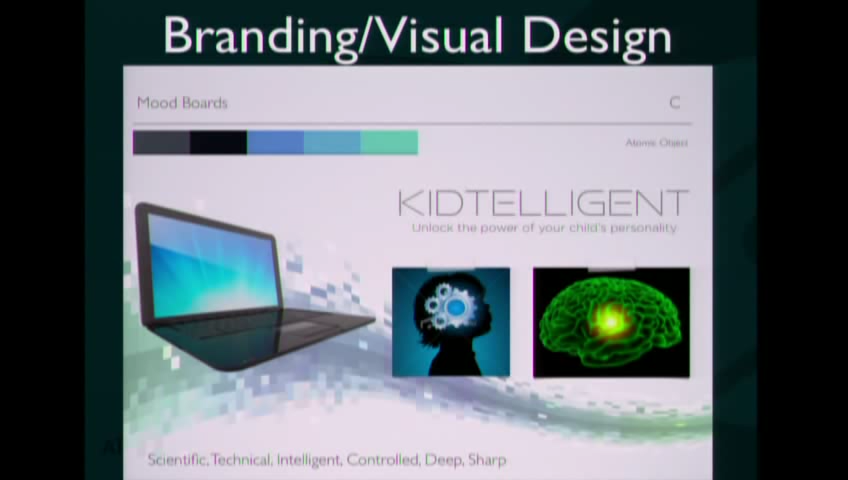 Branding/Visual Design
Mood Boards
C
Atomic Object
KIDTELLIGENT
Unlock the power of your child's personality
Scientific, Technical, Intelligent, Controlled, Deep, Sharp